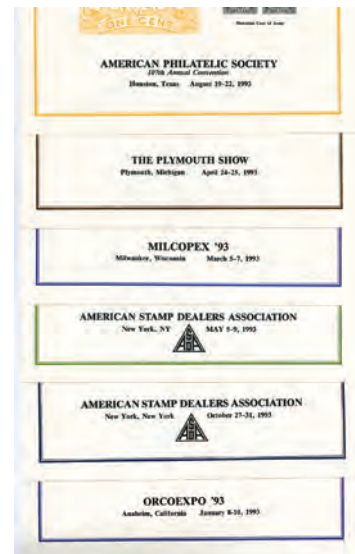 ONE CENT
AMERICAN PHILATELIC SOCIETY
107th Annual Convention
Houston, Texas August 19-22, 1993
THE PLYMOUTH SHOW
Plymouth, Michigan April 24-25, 1993
MILCOPEX '93
Milwaukee, Wisconsin March 5-7, 1993
AMERICAN STAMP DEALERS ASSOCIATION
New York, NY MAY 5-9, 1993
ASDA
AMERICAN STAMP DEALERS ASSOCIATION
New York, New York October 27-31, 1993
ASDA
ORCOEXPO '93
Anaheim, California January 8-10, 1993